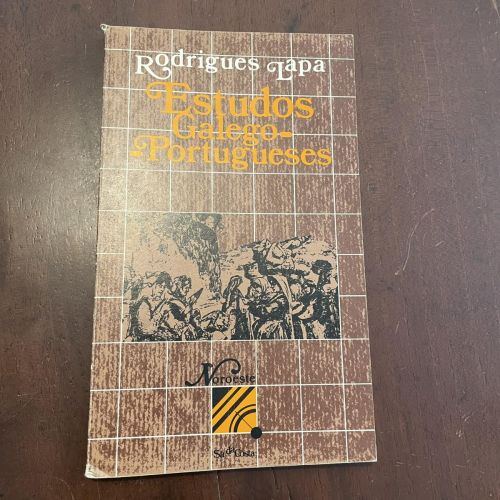 Rodrigues Lapa
Estudos
Galego-
-Portugueses
Noroeste
Sá da Costa